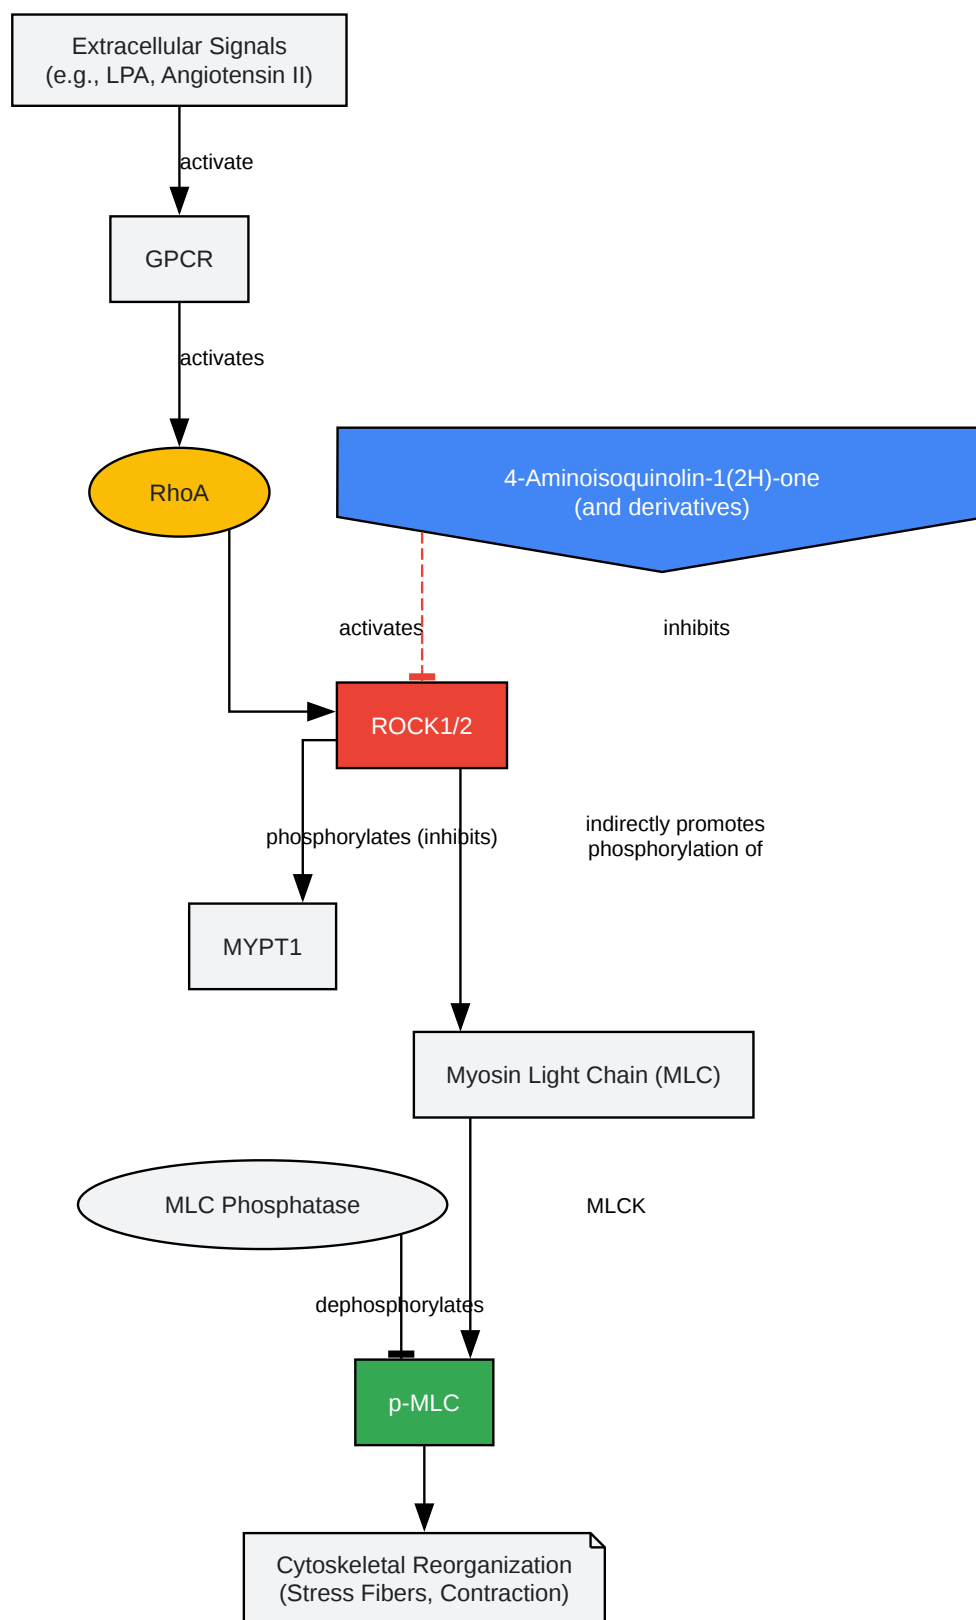 Extracellular Signals
(e.g., LPA, Angiotensin II)
activate
GPCR
activates
RhoA
4-Aminoisoquinolin-1(2H)-one
(and derivatives)
activates
inhibits
ROCK1/2
phosphorylates (inhibits)
indirectly promotes
phosphorylation of
MYPT1
Myosin Light Chain (MLC)
MLC Phosphatase
MLCK
dephosphorylates
p-MLC
Cytoskeletal Reorganization
(Stress Fibers, Contraction)